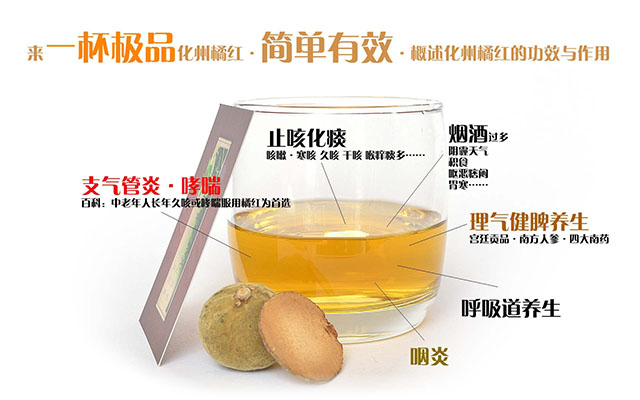 来一杯极品化州橘红·简单有效·概述化州橘红的功效与作用
止咳化痰
咳嗽·寒咳 久咳 干咳 喉痒痰多……
烟酒过多
阴霾天气
积食
呕恶痞闷
胃寒……
支气管炎·哮喘
百科：中老年人长年久咳或哮喘服用橘红为首选
理气健脾养生
宫廷贡品·南方人参·四大南药
呼吸道养生
咽炎